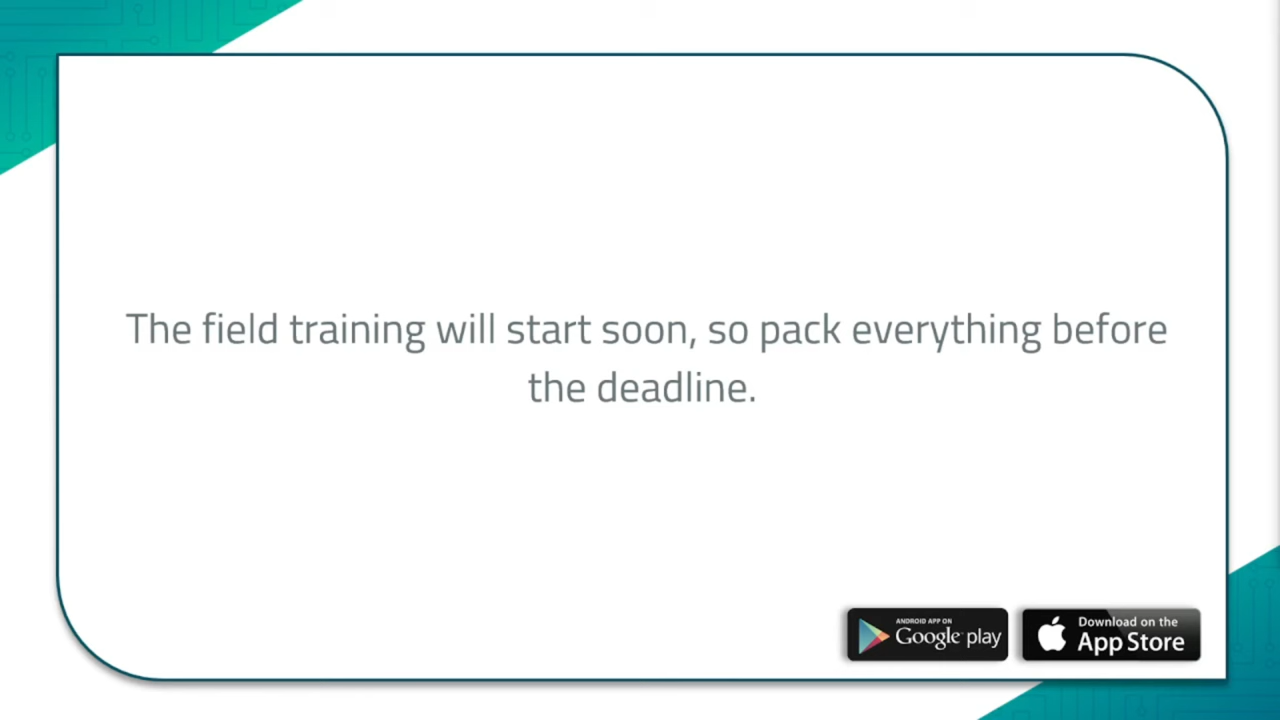 The field training will start soon, so pack everything before
the deadline.
ANDROID APP ON
Google play
Download on the
App Store